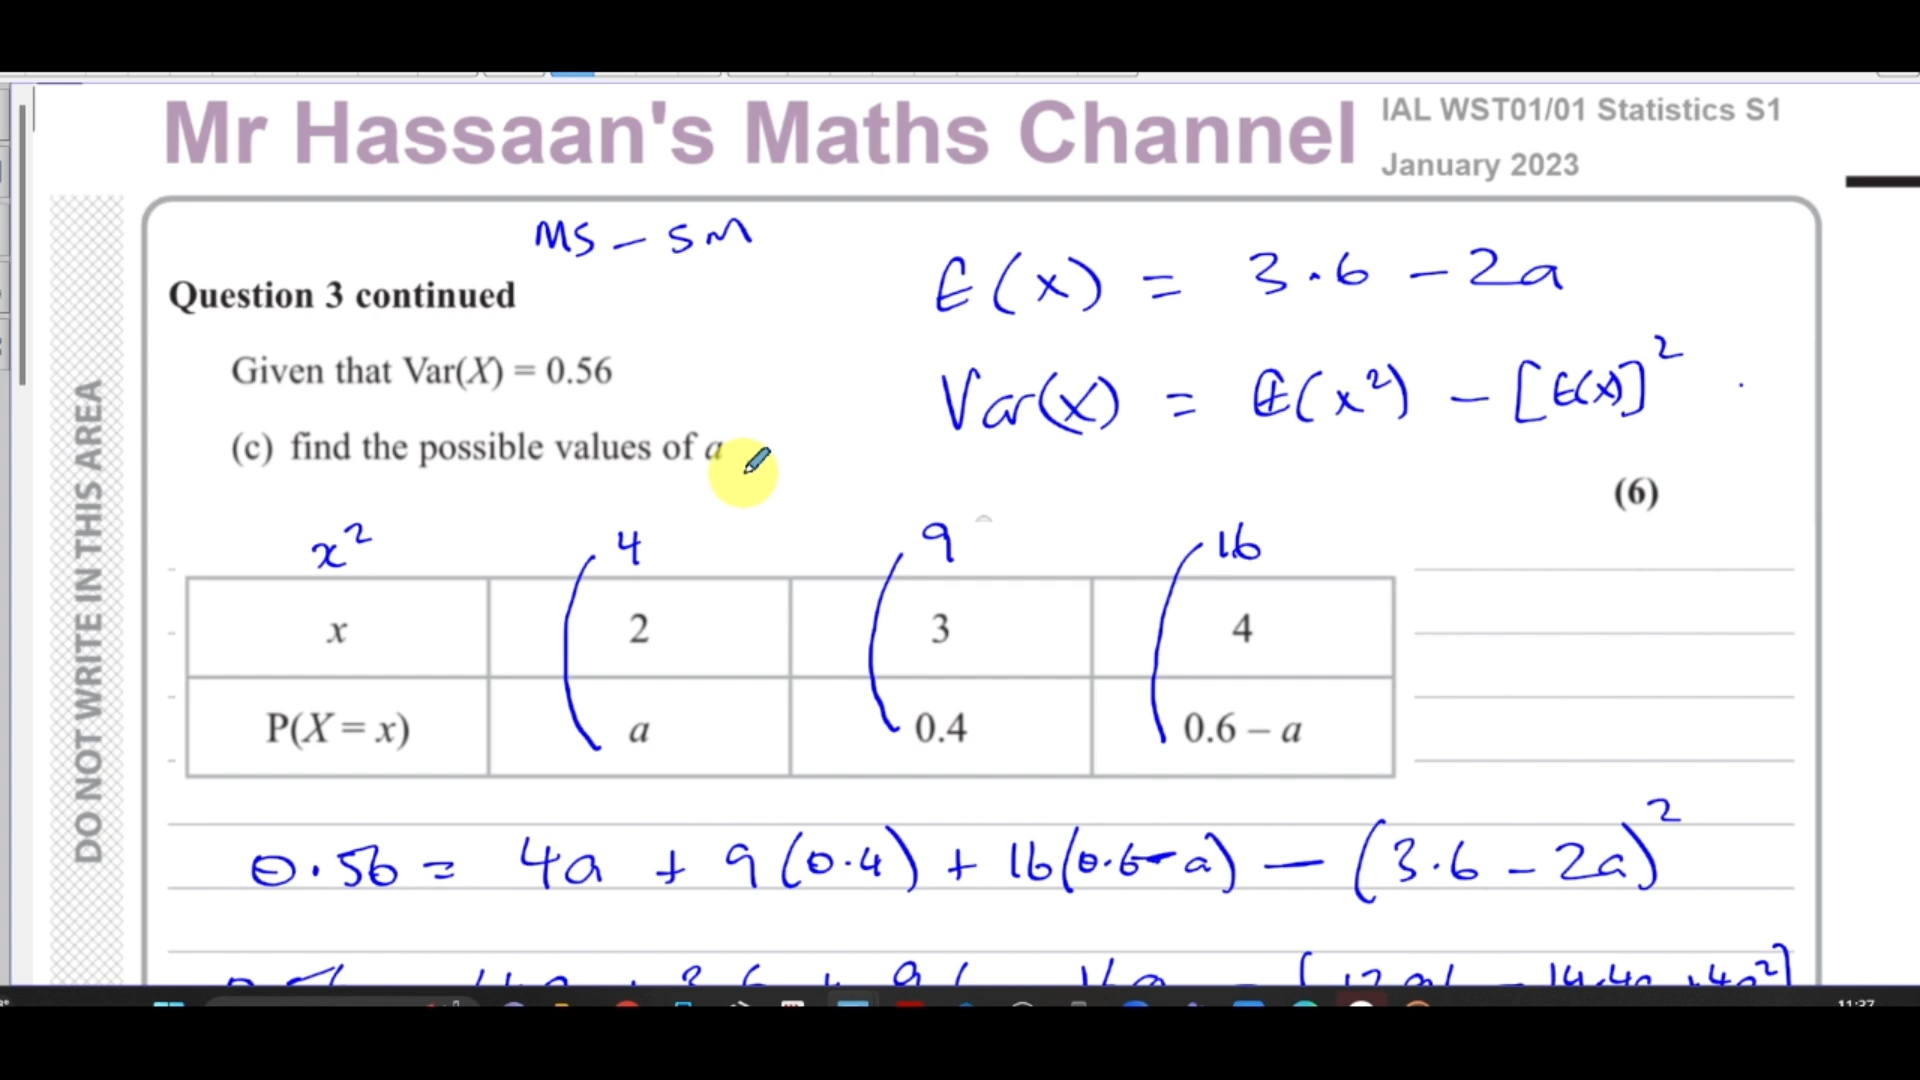 Mr Hassaan's Maths Channel
IAL WST01/01 Statistics S1
January 2023
MS - SM
Question 3 continued
E(x) = 3.6 - 2a
Given that Var(X) = 0.56
Var(x) = E(x²) - [E(x)]²
(c) find the possible values of a
(6)
x² 4 9 16
x 2 3 4
P(X = x) a 0.4 0.6 – a
0.56 = 4a + 9(0.4) + 16(0.6-a) - (3.6 - 2a)²
DO NOT WRITE IN THIS AREA
11:37